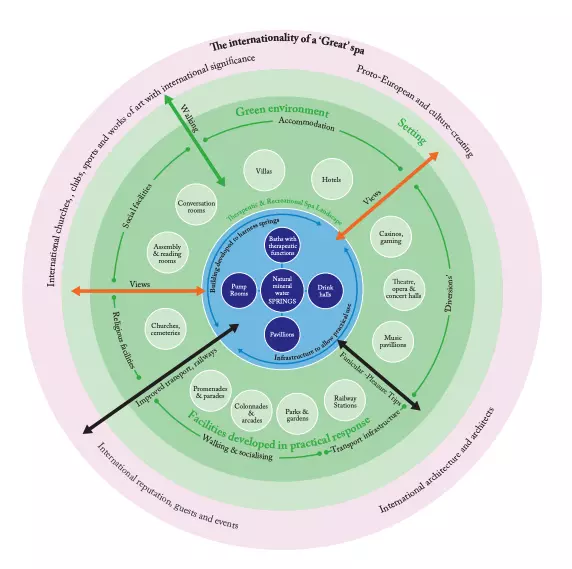 The internationality of a 'Great' spa
International churches, , clubs, sports and works of art with international significance
Proto-European and culture-creating
Green environment
Setting
Accommodation
Walking
Villas
Hotels
Views
Social facilities
Conversation
rooms
Therapeutic & Recreational Spa Landscape
Casinos,
gaming
Building developed to harness springs
Baths with
therapeutic
functions
Assembly
& reading
rooms
Views
Pump
Rooms
Natural
mineral
water
SPRINGS
Drink
halls
Theatre,
opera &
concert halls
'Diversions'
Religious facilities
Churches,
cemeteries
Pavillions
Infrastructure to allow practical use
Music
pavillions
Improved transport, railways
Funicular-Pleasure Trips
Promenades
& parades
Colonnades
& arcades
Parks &
gardens
Railway
Stations
Facilities developed in practical response
Walking & socialising
Transport infrastructure
International reputation, guests and events
International architecture and architects